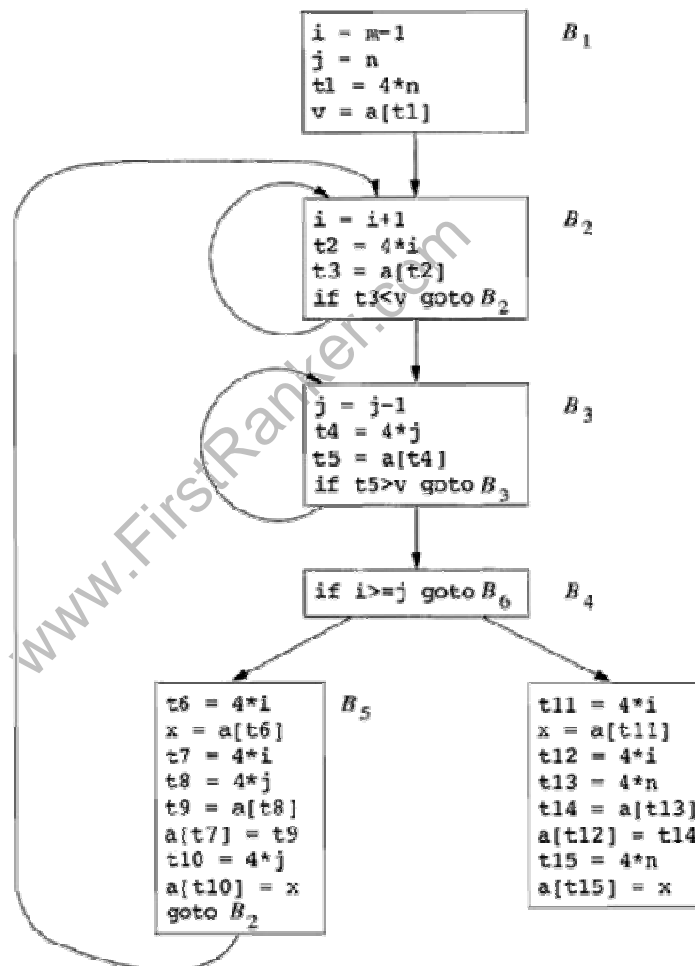 i = m-1
j = n
t1 = 4*n
v = a[t1]
B1
i = i+1
t2 = 4*i
t3 = a[t2]
if t3<v goto B2
B2
j = j-1
t4 = 4*j
t5 = a[t4]
if t5>v goto B3
B3
if i>=j goto B6
B4
t6 = 4*i
x = a[t6]
t7 = 4*i
t8 = 4*j
t9 = a[t8]
a[t7] = t9
t10 = 4*j
a[t10] = x
goto B2
B5
t11 = 4*i
x = a[t11]
t12 = 4*i
t13 = 4*n
t14 = a[t13]
a[t12] = t14
t15 = 4*n
a[t15] = x
www.FirstRanker.com